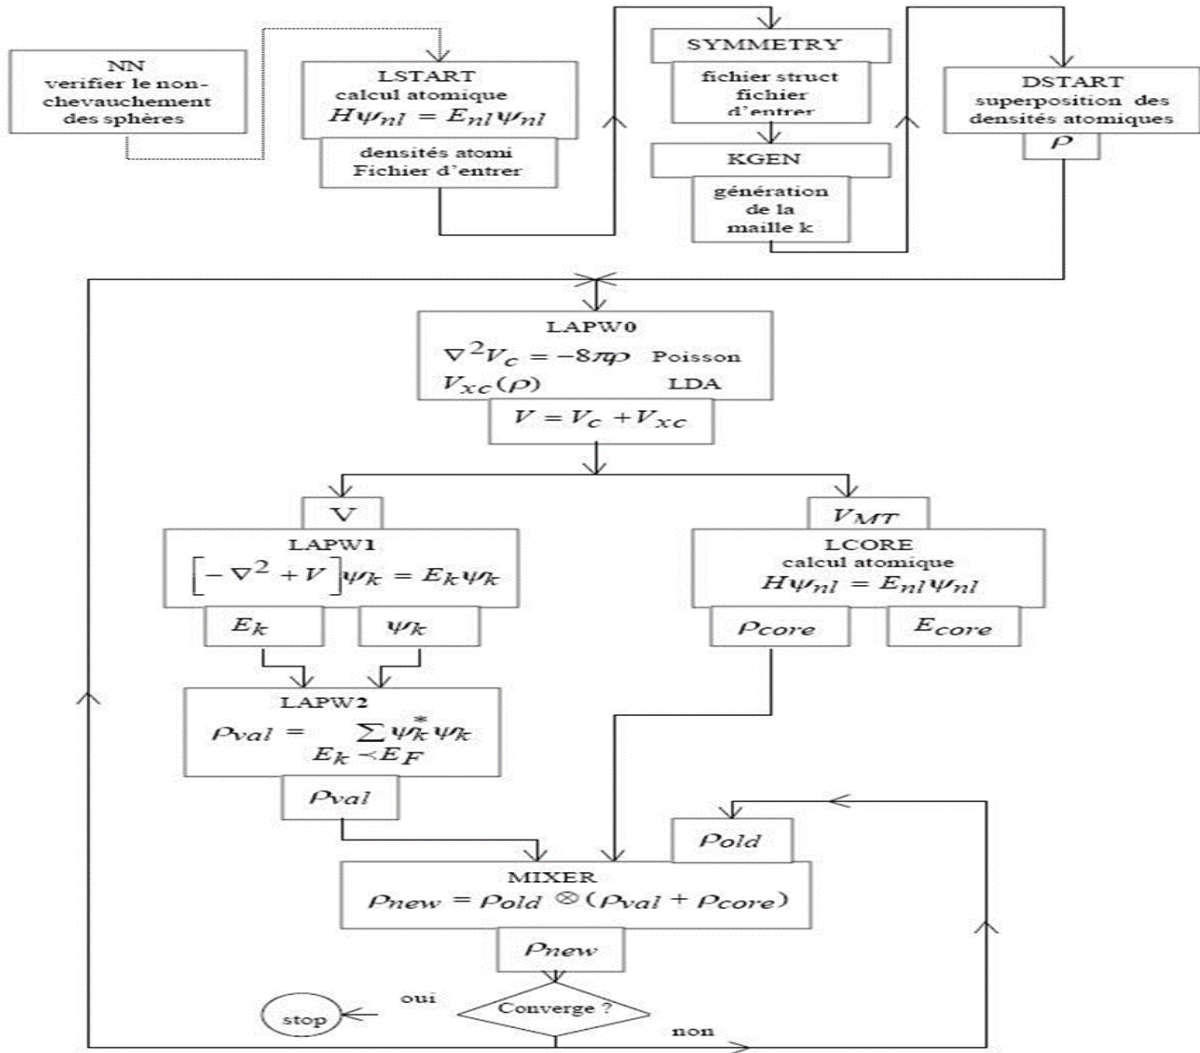 NN
verifier le non-
chevauchement
des sphères
LSTART
calcul atomique
Hψnl = Enlψnl
densités atomi
Fichier d'entrer
SYMMETRY
fichier struct
fichier
d'entrer
KGEN
génération
de la
maille k
DSTART
superposition des
densités atomiques
ρ
LAPW0
∇²Vc = −8πρ Poisson
Vxc(ρ) LDA
V = Vc + Vxc
V
LAPW1
[−∇² + V]ψk = Ekψk
Ek
ψk
VMT
LCORE
calcul atomique
Hψnl = Enlψnl
ρcore
Ecore
LAPW2
ρval = Σ ψk*ψk
Ek ≺ EF
ρval
ρold
MIXER
ρnew = ρold ⊗ (ρval + ρcore)
ρnew
Converge ?
oui
stop
non